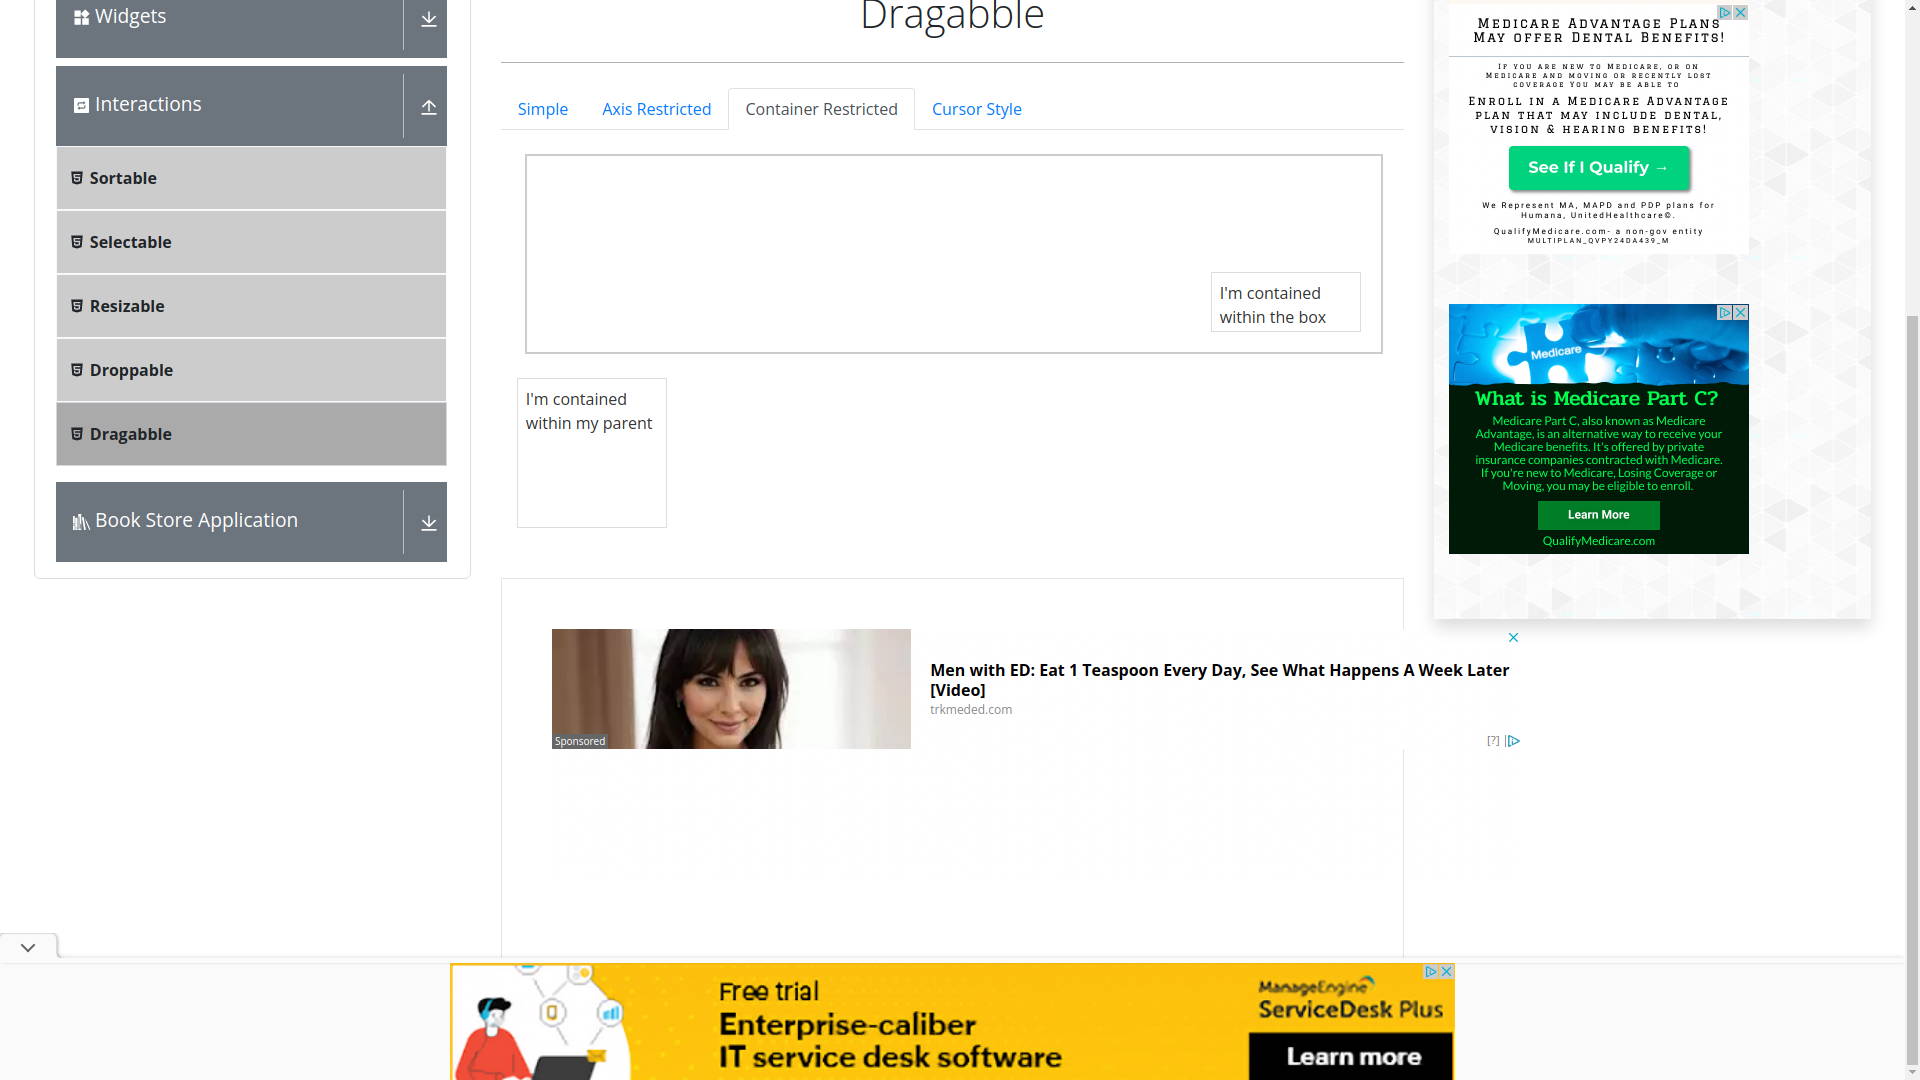 Widgets
Interactions
Sortable
Selectable
Resizable
Droppable
Dragabble
Book Store Application
Dragabble
Simple
Axis Restricted
Container Restricted
Cursor Style
I'm contained
within the box
I'm contained
within my parent
Sponsored
Men with ED: Eat 1 Teaspoon Every Day, See What Happens A Week Later
[Video]
trkmeded.com
[?]
Medicare Advantage Plans
May offer Dental Benefits!
If you are new to Medicare, or on
Medicare and moving or recently lost
coverage you may be able to
Enroll in a Medicare Advantage
plan that may include dental,
vision & hearing benefits!
See If I Qualify →
We Represent MA, MAPD and PDP plans for
Humana, UnitedHealthcare©.
QualifyMedicare.com- a non-gov entity
MULTIPLAN_QVPY24DA439_M
Medicare
What is Medicare Part C?
Medicare Part C, also known as Medicare
Advantage, is an alternative way to receive your
Medicare benefits. It's offered by private
insurance companies contracted with Medicare.
If you're new to Medicare, Losing Coverage or
Moving, you may be eligible to enroll.
Learn More
QualifyMedicare.com
Free trial
Enterprise-caliber
IT service desk software
ManageEngine
ServiceDesk Plus
Learn more